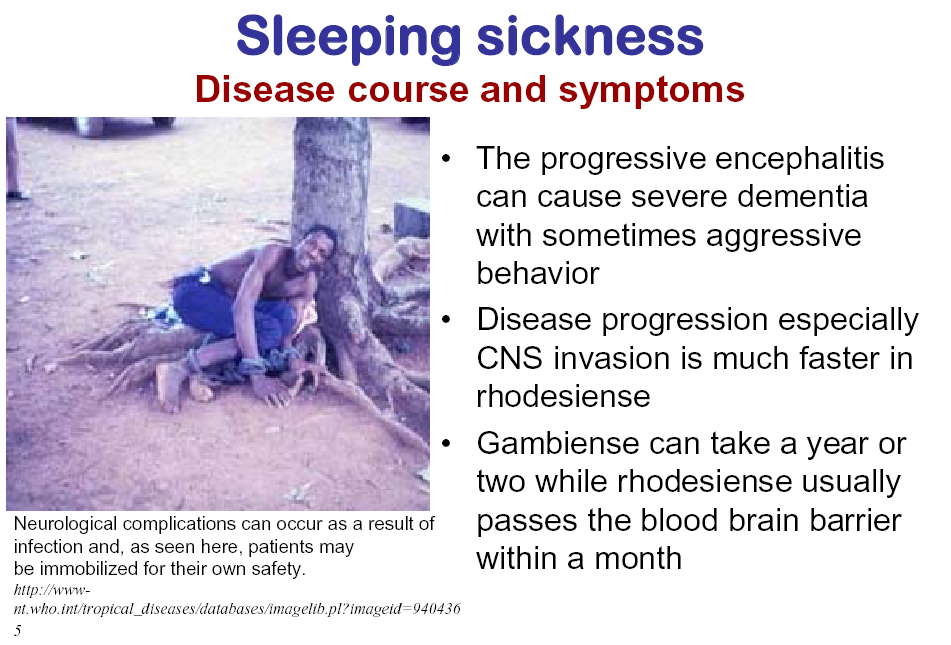 Sleeping sickness
Disease course and symptoms
• The progressive encephalitis
can cause severe dementia
with sometimes aggressive
behavior
• Disease progression especially
CNS invasion is much faster in
rhodesiense
• Gambiense can take a year or
two while rhodesiense usually
passes the blood brain barrier
within a month
Neurological complications can occur as a result of
infection and, as seen here, patients may
be immobilized for their own safety.
http://www-
nt.who.int/tropical_diseases/databases/imagelib.pl?imageid=940436
5